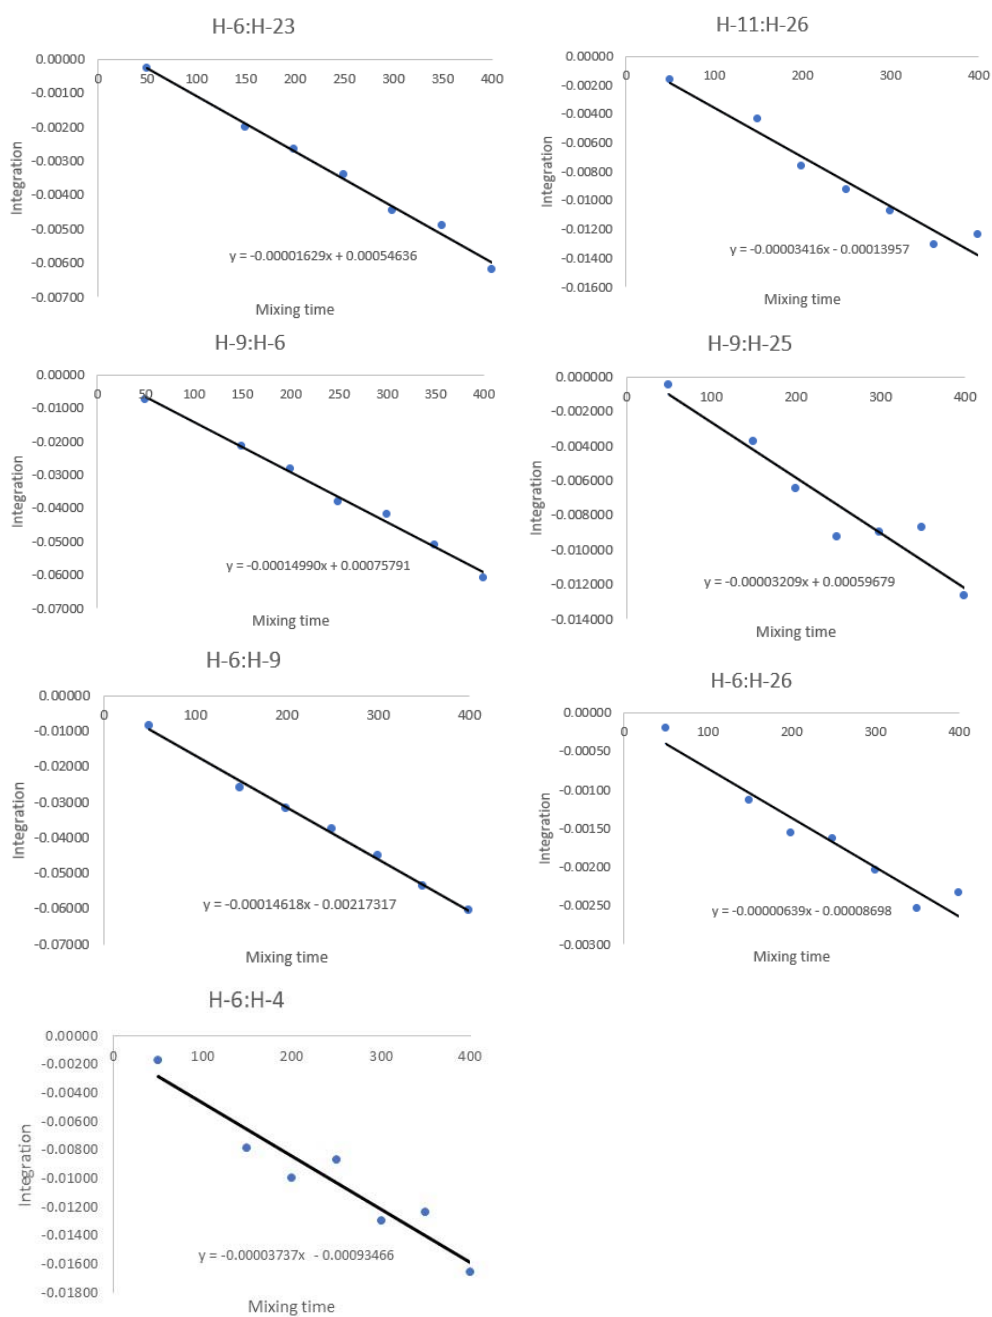 H-6:H-23
0.00000
0 50 100 150 200 250 300 350 400
-0.00100
-0.00200
-0.00300
-0.00400
-0.00500
-0.00600
-0.00700
Integration
y = -0.00001629x + 0.00054636
Mixing time
H-11:H-26
0.00000
0 100 200 300 400
-0.00200
-0.00400
-0.00600
-0.00800
-0.01000
-0.01200
-0.01400
-0.01600
Integration
y = -0.00003416x - 0.00013957
Mixing time
H-9:H-6
0.00000
0 50 100 150 200 250 300 350 400
-0.01000
-0.02000
-0.03000
-0.04000
-0.05000
-0.06000
-0.07000
Integration
y = -0.00014990x + 0.00075791
Mixing time
H-9:H-25
0.000000
0 100 200 300 400
-0.002000
-0.004000
-0.006000
-0.008000
-0.010000
-0.012000
-0.014000
Integration
y = -0.00003209x + 0.00059679
Mixing time
H-6:H-9
0.00000
0 100 200 300 400
-0.01000
-0.02000
-0.03000
-0.04000
-0.05000
-0.06000
-0.07000
Integration
y = -0.00014618x - 0.00217317
Mixing time
H-6:H-26
0.00000
0 100 200 300 400
-0.00050
-0.00100
-0.00150
-0.00200
-0.00250
-0.00300
Integration
y = -0.00000639x - 0.00008698
Mixing time
H-6:H-4
0.00000
0 100 200 300 400
-0.00200
-0.00400
-0.00600
-0.00800
-0.01000
-0.01200
-0.01400
-0.01600
-0.01800
Integration
y = -0.00003737x - 0.00093466
Mixing time